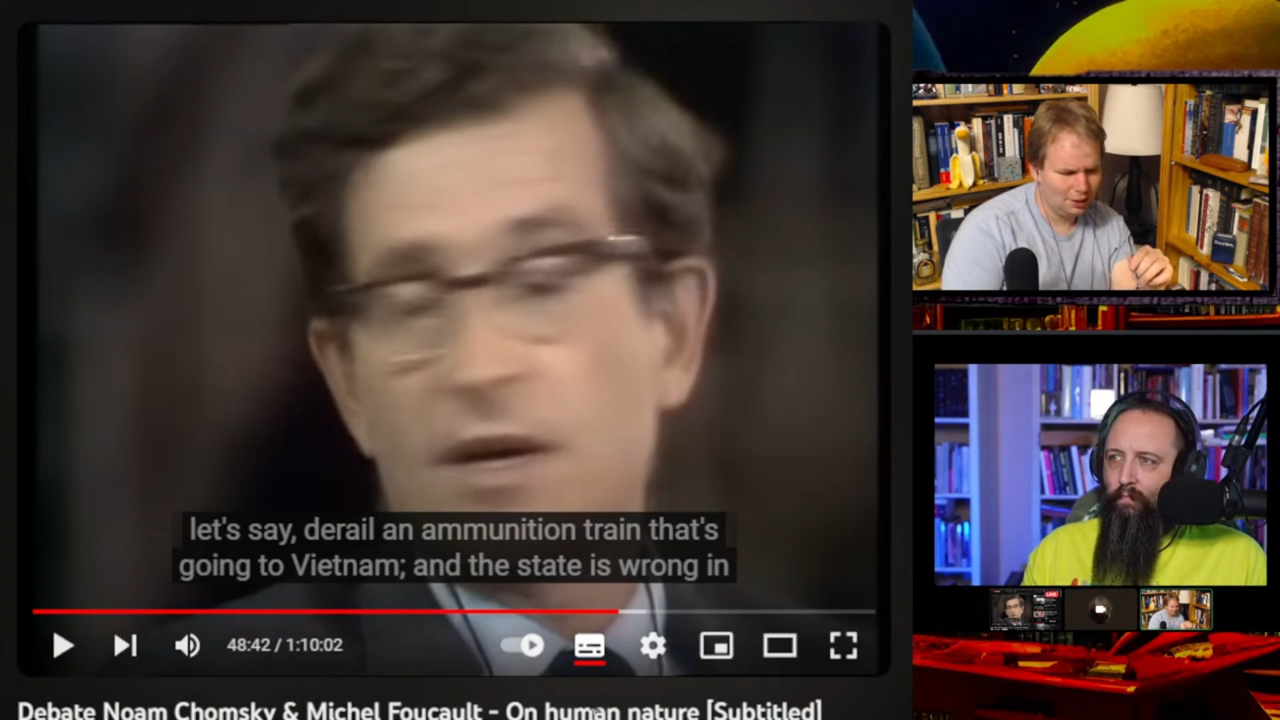 let's say, derail an ammunition train that's
going to Vietnam; and the state is wrong in
48:42 / 1:10:02
Debate Noam Chomsky & Michel Foucault - On human nature [Subtitled]